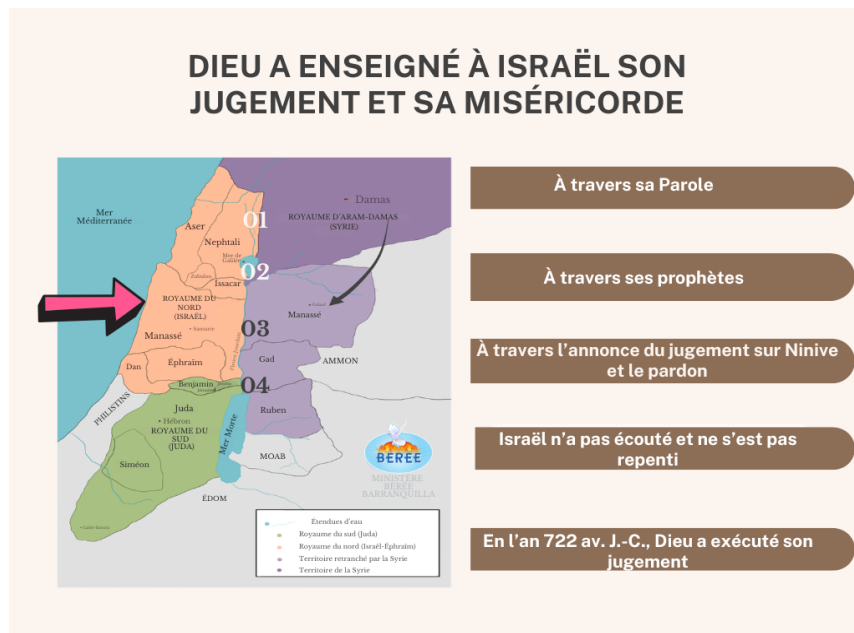 DIEU A ENSEIGNÉ À ISRAËL SON
JUGEMENT ET SA MISÉRICORDE
Mer
Méditerranée
Damas
ROYAUME D'ARAM-DAMAS
(SYRIE)
Aser
01
Nephtali
Mer de
Galilée
02
Zabulon
Issacar
ROYAUME DU
NORD
(ISRAËL)
Samarie
Manassé
03
Manassé
Dan
Éphraïm
Gad
AMMON
Benjamin
04
PHILISTINS
Juda
Hébron
ROYAUME DU
SUD
(JUDA)
Ruben
Mer Morte
Siméon
MOAB
ÉDOM
BÉRÉE
MINISTÈRE
BÉRÉE
BARRANQUILLA
Étendues d'eau
Royaume du sud (Juda)
Royaume du nord (Israël-Éphraïm)
Territoire retranché par la Syrie
Territoire de la Syrie
À travers sa Parole
À travers ses prophètes
À travers l'annonce du jugement sur Ninive
et le pardon
Israël n'a pas écouté et ne s'est pas
repenti
En l'an 722 av. J.-C., Dieu a exécuté son
jugement